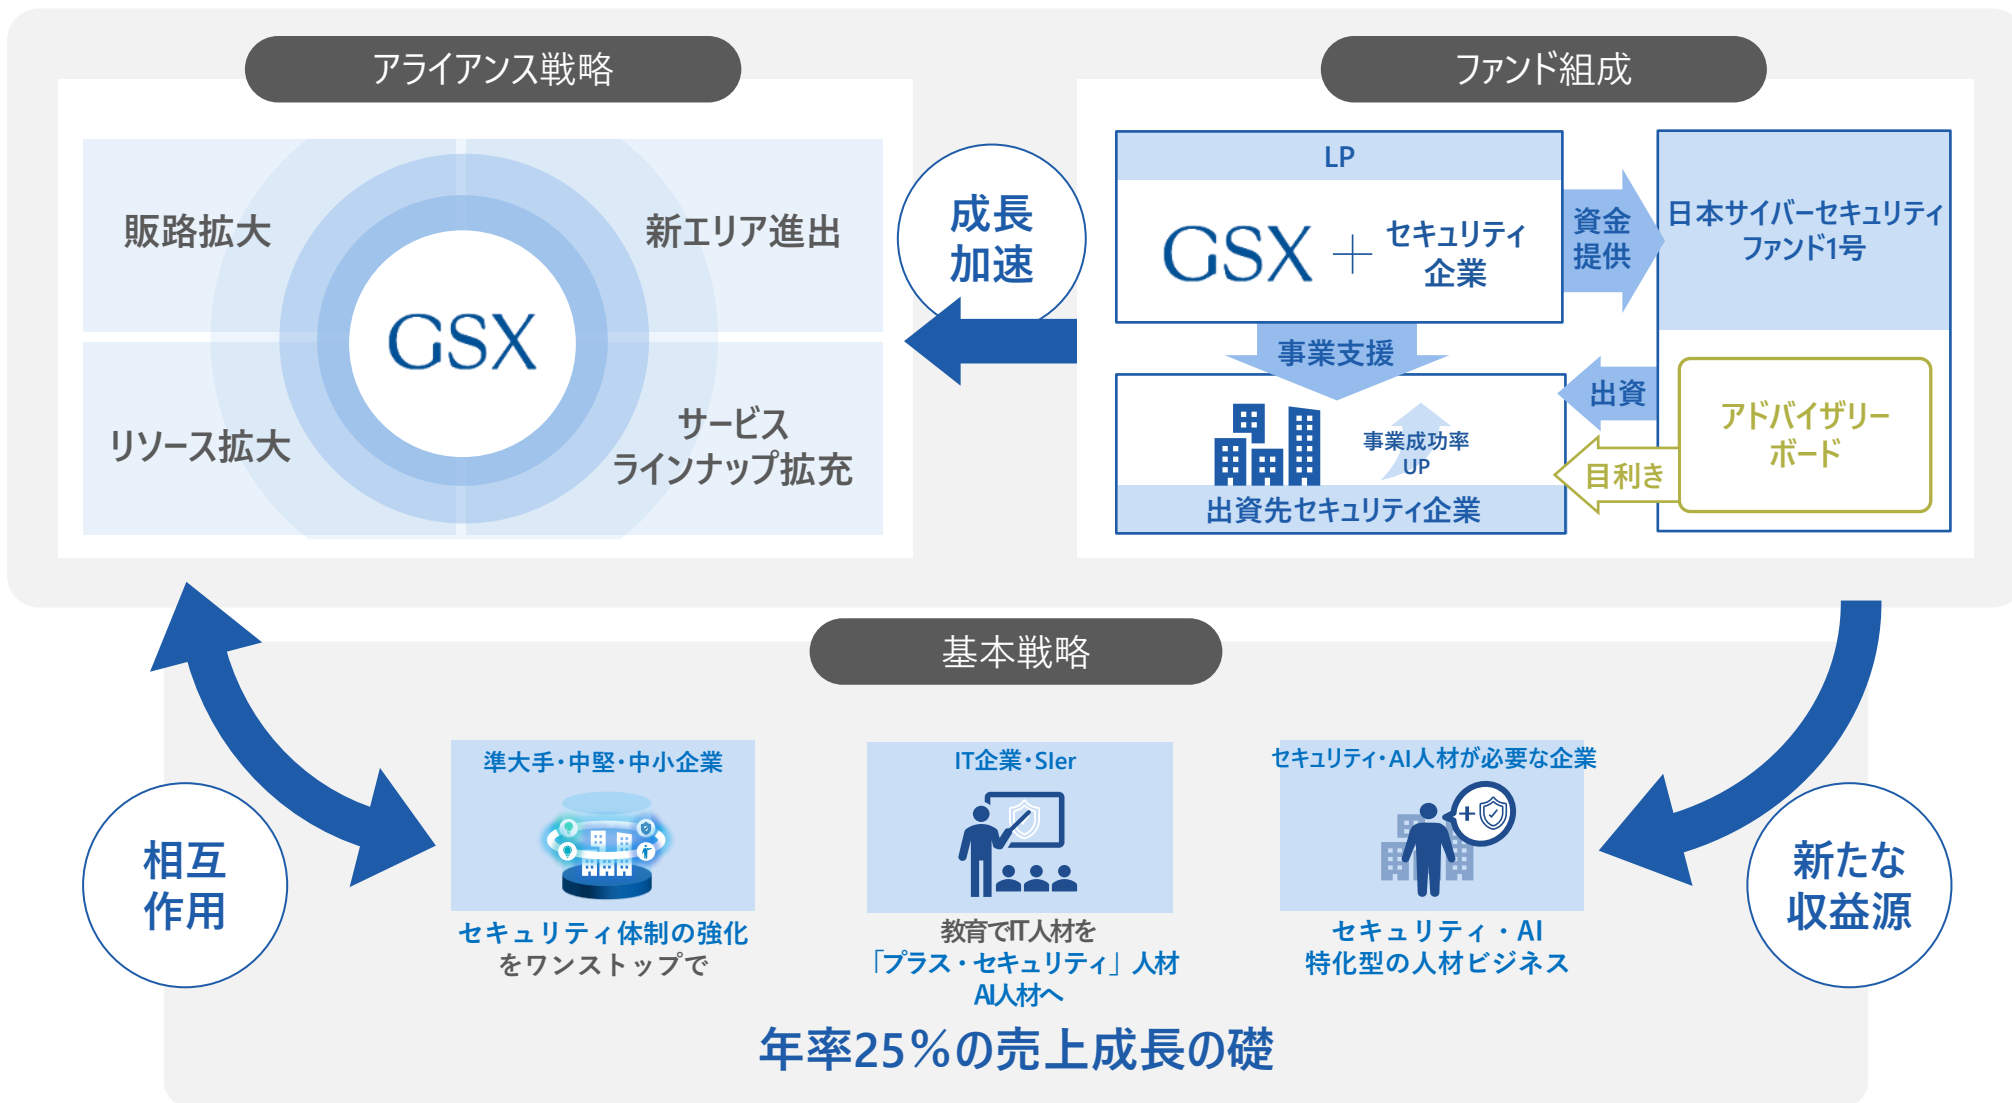 アライアンス戦略
販路拡大
新エリア進出
GSX
リソース拡大
サービス
ラインナップ拡充
成長
加速
ファンド組成
LP
GSX＋セキュリティ
企業
資金
提供
日本サイバーセキュリティ
ファンド1号
事業支援
出資
事業成功率
UP
出資先セキュリティ企業
目利き
アドバイザリー
ボード
基本戦略
相互
作用
準大手・中堅・中小企業
セキュリティ体制の強化
をワンストップで
IT企業・SIer
教育でIT人材を
「プラス・セキュリティ」人材
AI人材へ
セキュリティ・AI人材が必要な企業
セキュリティ・AI
特化型の人材ビジネス
新たな
収益源
年率25％の売上成長の礎